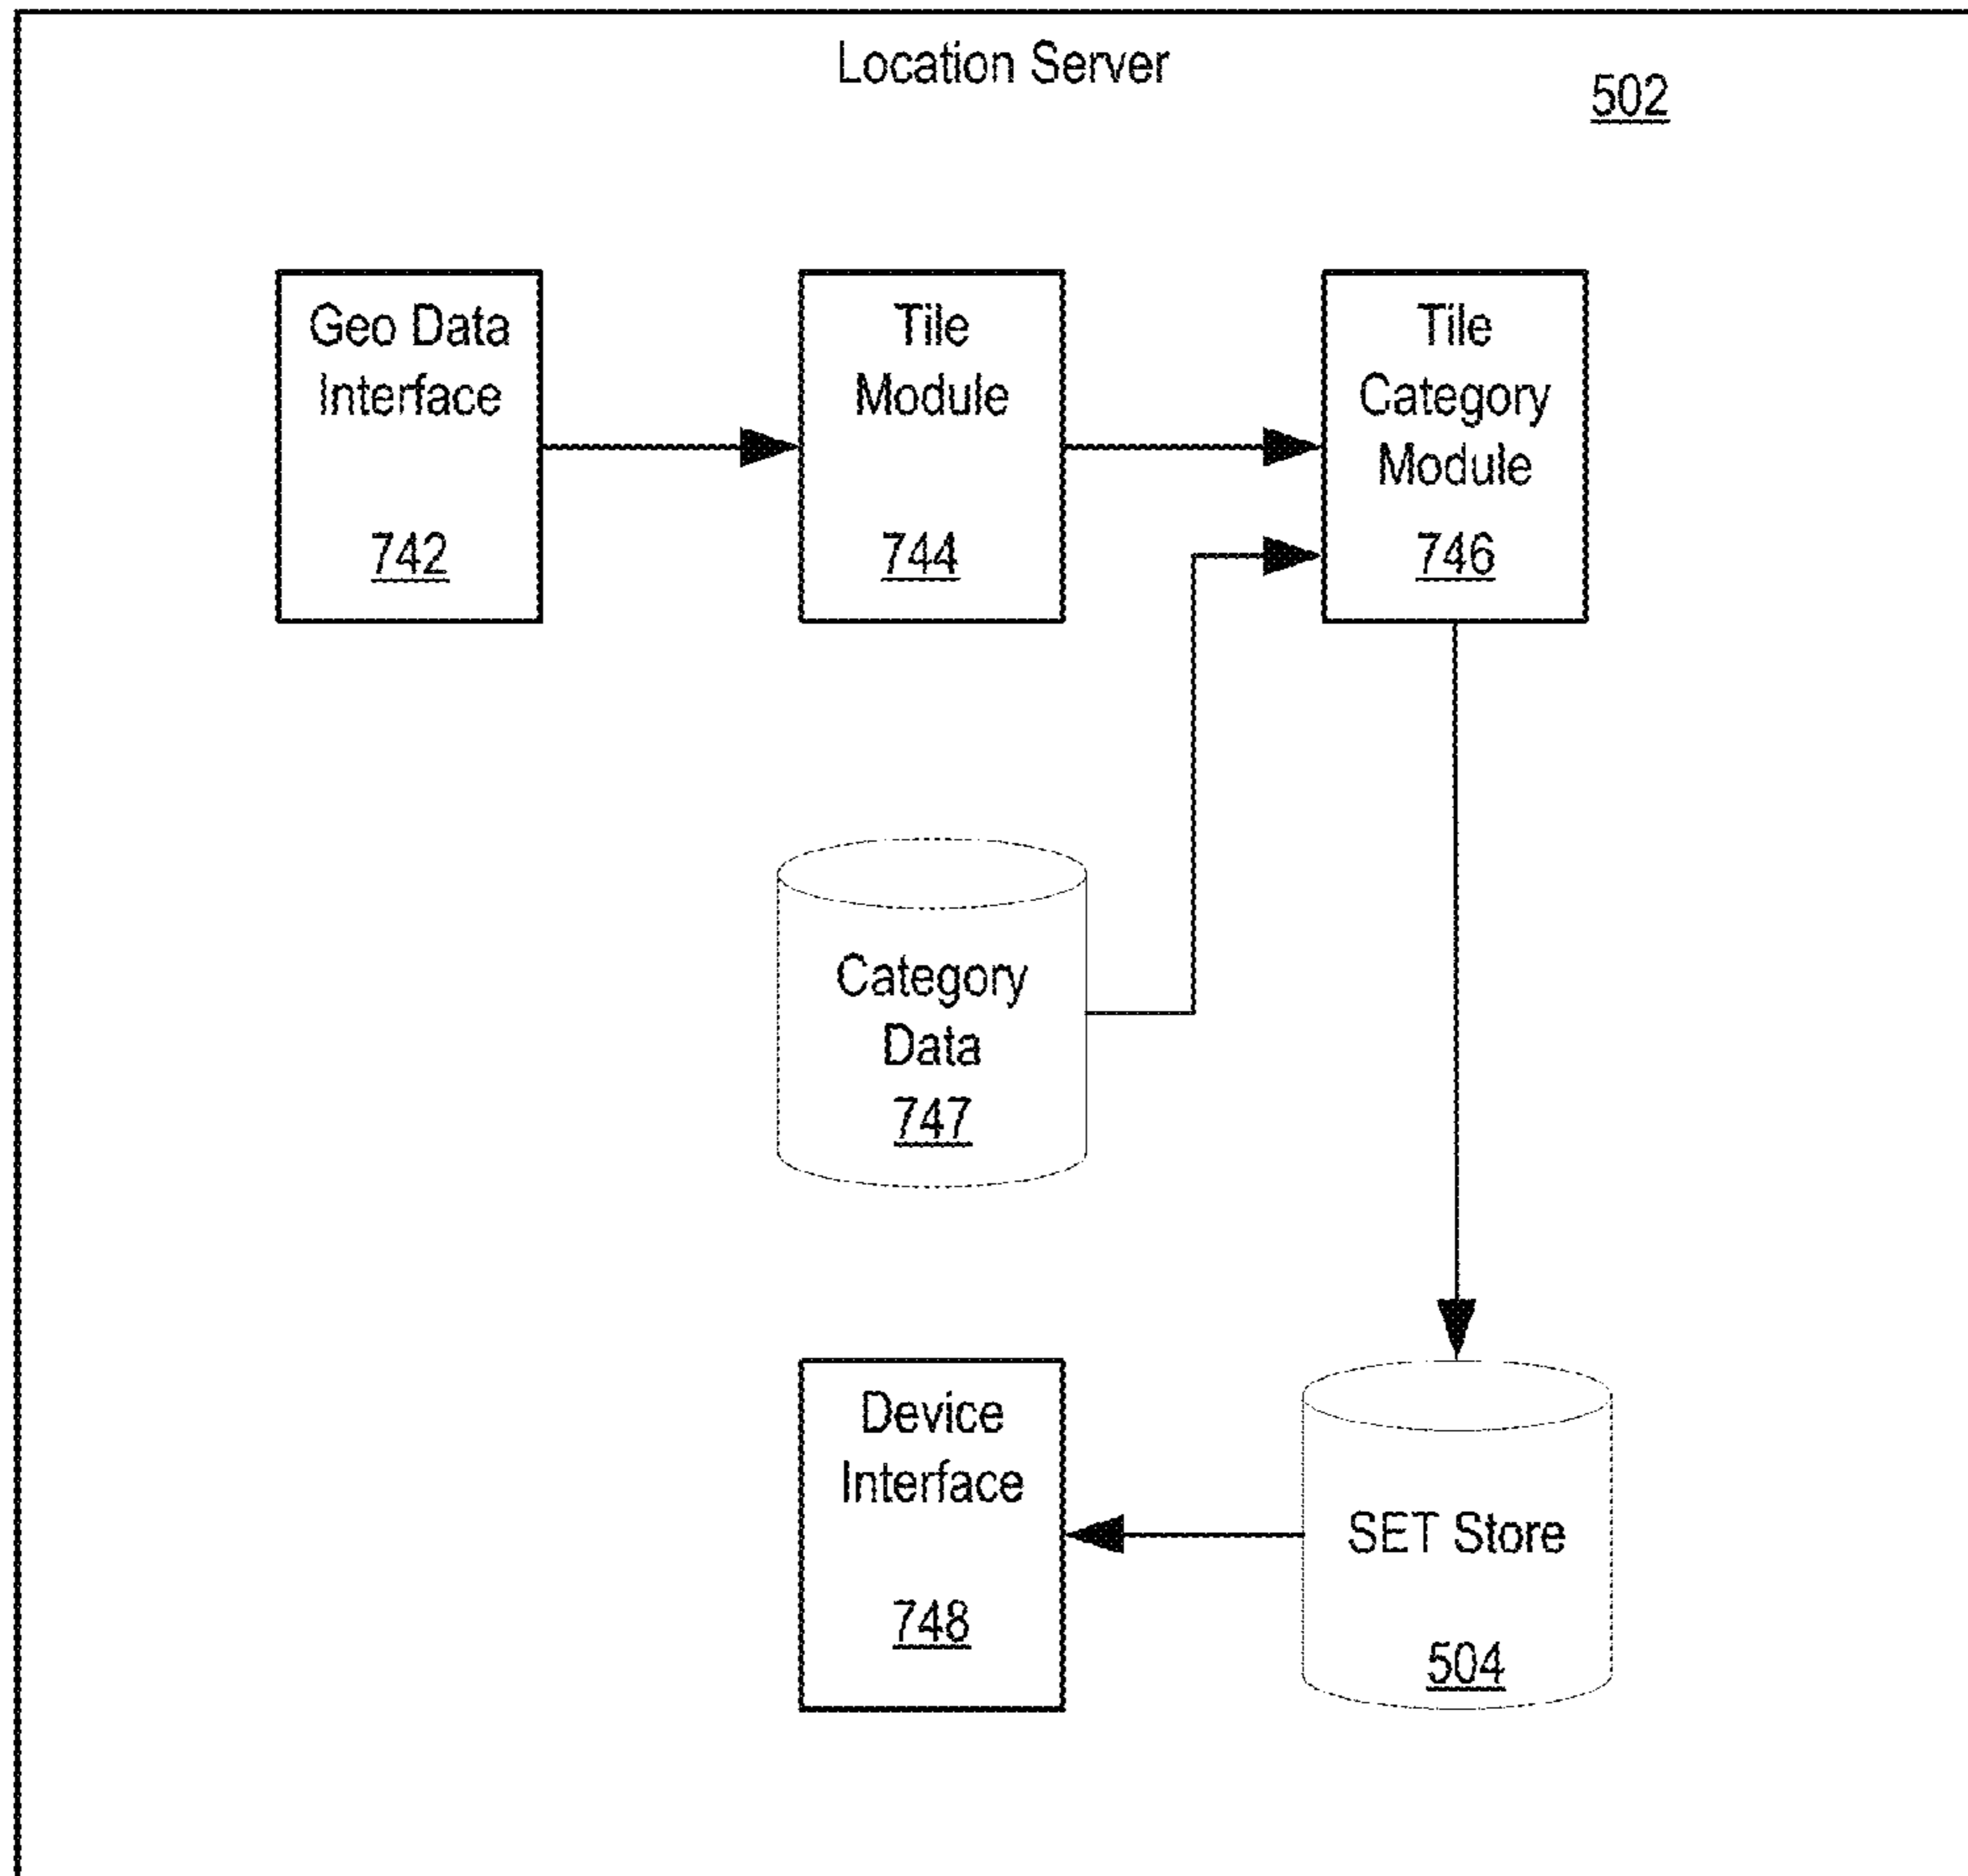 Location Server
502
Geo Data
Interface
742
Tile
Module
744
Tile
Category
Module
746
Category
Data
747
Device
Interface
748
SET Store
504